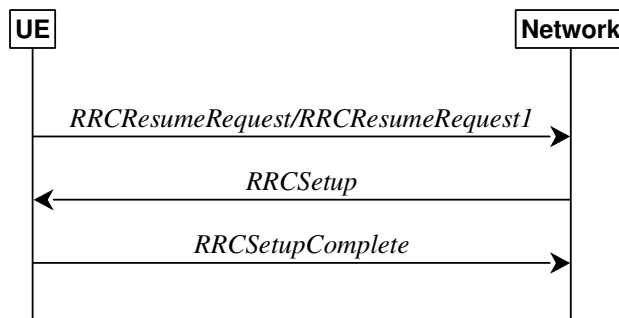 UE
Network
RRCResumeRequest/RRCResumeRequest1
RRCSetup
RRCSetupComplete